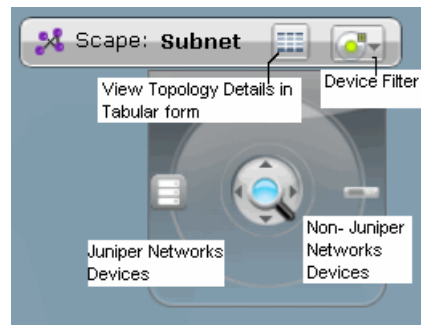 Scape: Subnet
View Topology Details in
Tabular form
Device Filter
Juniper Networks
Devices
Non- Juniper
Networks
Devices